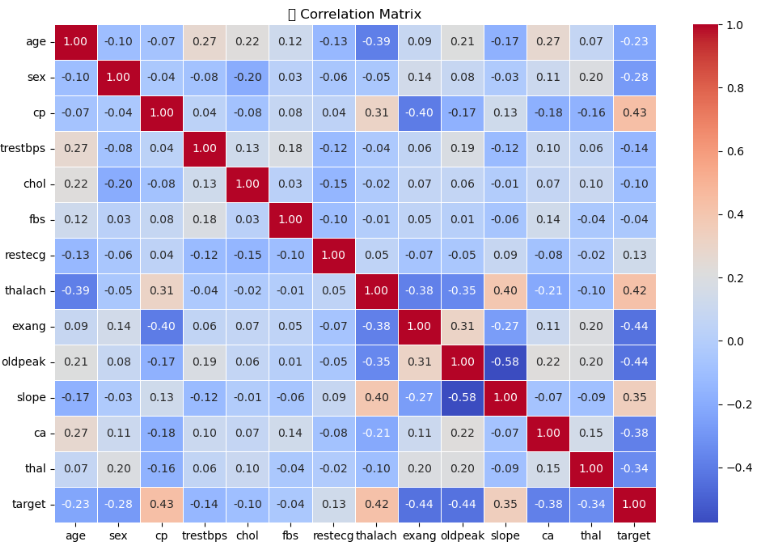 Correlation Matrix
age 1.00 -0.10 -0.07 0.27 0.22 0.12 -0.13 -0.39 0.09 0.21 -0.17 0.27 0.07 -0.23
sex -0.10 1.00 -0.04 -0.08 -0.20 0.03 -0.06 -0.05 0.14 0.08 -0.03 0.11 0.20 -0.28
cp -0.07 -0.04 1.00 0.04 -0.08 0.08 0.04 0.31 -0.40 -0.17 0.13 -0.18 -0.16 0.43
trestbps 0.27 -0.08 0.04 1.00 0.13 0.18 -0.12 -0.04 0.06 0.19 -0.12 0.10 0.06 -0.14
chol 0.22 -0.20 -0.08 0.13 1.00 0.03 -0.15 -0.02 0.07 0.06 -0.01 0.07 0.10 -0.10
fbs 0.12 0.03 0.08 0.18 0.03 1.00 -0.10 -0.01 0.05 0.01 -0.06 0.14 -0.04 -0.04
restecg -0.13 -0.06 0.04 -0.12 -0.15 -0.10 1.00 0.05 -0.07 -0.05 0.09 -0.08 -0.02 0.13
thalach -0.39 -0.05 0.31 -0.04 -0.02 -0.01 0.05 1.00 -0.38 -0.35 0.40 -0.21 -0.10 0.42
exang 0.09 0.14 -0.40 0.06 0.07 0.05 -0.07 -0.38 1.00 0.31 -0.27 0.11 0.20 -0.44
oldpeak 0.21 0.08 -0.17 0.19 0.06 0.01 -0.05 -0.35 0.31 1.00 -0.58 0.22 0.20 -0.44
slope -0.17 -0.03 0.13 -0.12 -0.01 -0.06 0.09 0.40 -0.27 -0.58 1.00 -0.07 -0.09 0.35
ca 0.27 0.11 -0.18 0.10 0.07 0.14 -0.08 -0.21 0.11 0.22 -0.07 1.00 0.15 -0.38
thal 0.07 0.20 -0.16 0.06 0.10 -0.04 -0.02 -0.10 0.20 0.20 -0.09 0.15 1.00 -0.34
target -0.23 -0.28 0.43 -0.14 -0.10 -0.04 0.13 0.42 -0.44 -0.44 0.35 -0.38 -0.34 1.00
age sex cp trestbps chol fbs restecg thalach exang oldpeak slope ca thal target
1.0
0.8
0.6
0.4
0.2
0.0
−0.2
−0.4